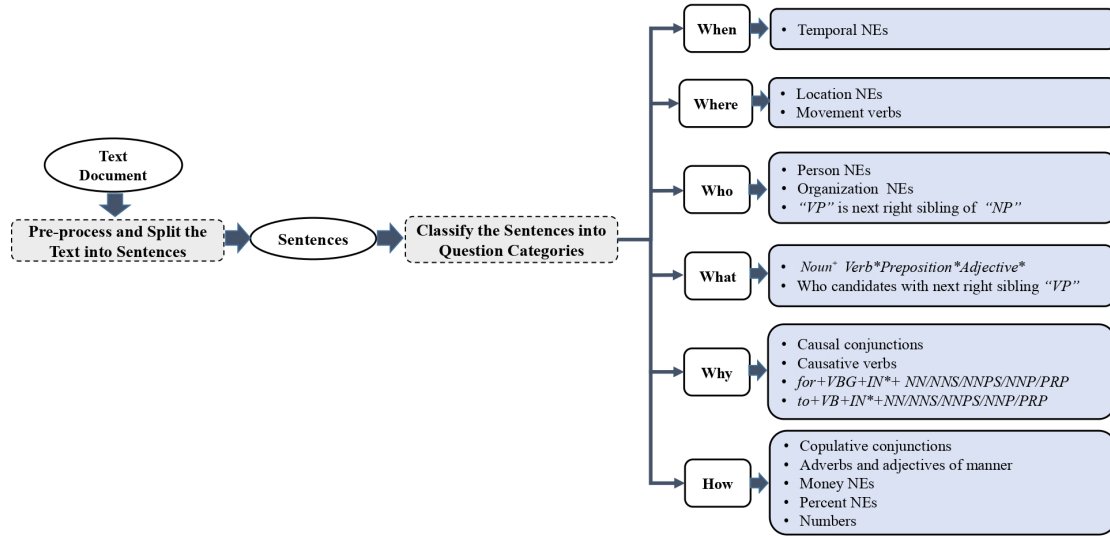 Text
Document
Pre-process and Split the
Text into Sentences
Sentences
Classify the Sentences into
Question Categories
When
• Temporal NEs
Where
• Location NEs
• Movement verbs
Who
• Person NEs
• Organization NEs
• “VP” is next right sibling of “NP”
What
• Noun⁺ Verb*Preposition*Adjective*
• Who candidates with next right sibling “VP”
Why
• Causal conjunctions
• Causative verbs
• for+VBG+IN*+ NN/NNS/NNPS/NNP/PRP
• to+VB+IN*+NN/NNS/NNPS/NNP/PRP
How
• Copulative conjunctions
• Adverbs and adjectives of manner
• Money NEs
• Percent NEs
• Numbers